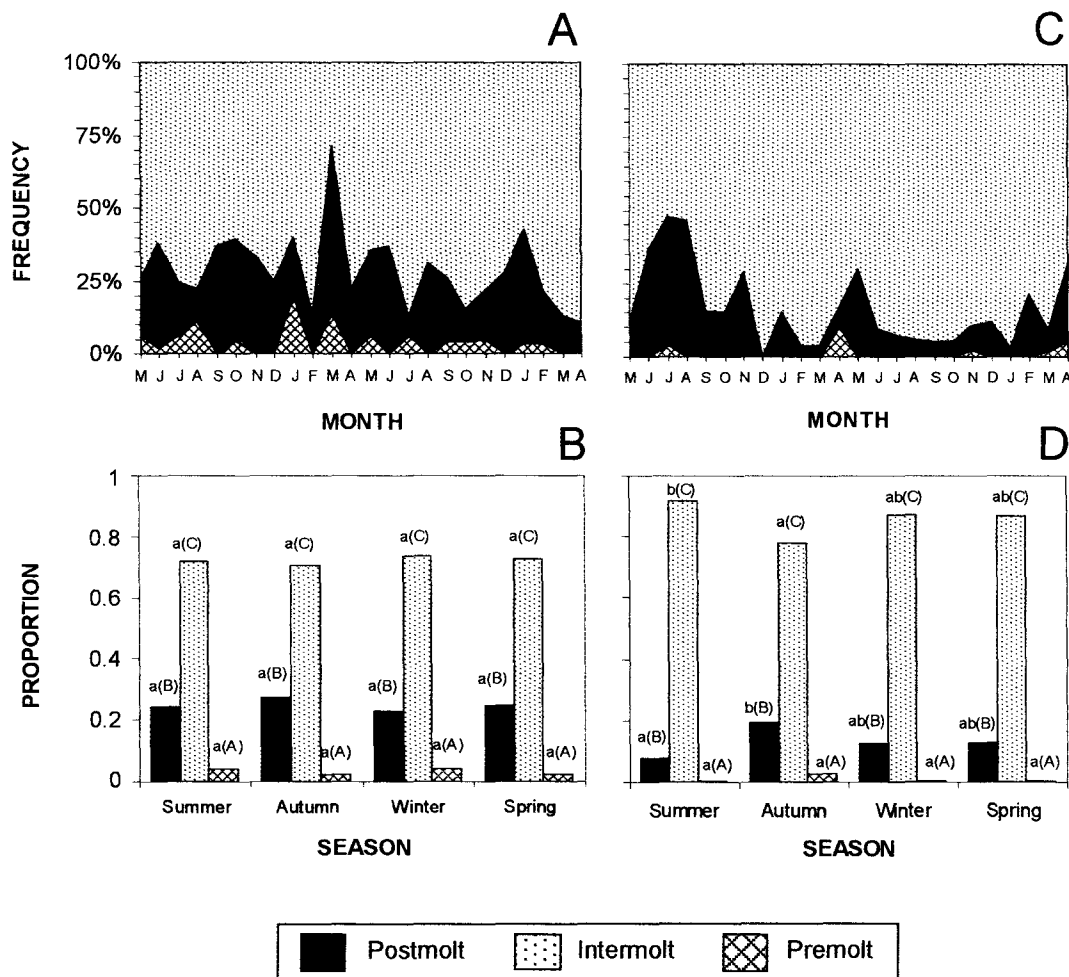 A
100%
75%
50%
25%
0%
FREQUENCY
M J J A S O N D J F M A M J J A S O N D J F M A
MONTH
C
M J J A S O N D J F M A M J J A S O N D J F M A
MONTH
B
1
0.8
0.6
0.4
0.2
0
PROPORTION
a(B) a(C) a(A) a(B) a(C) a(A) a(B) a(C) a(A) a(B) a(C) a(A)
Summer Autumn Winter Spring
SEASON
D
a(B) b(C) a(A) b(B) a(C) a(A) ab(B) ab(C) a(A) ab(B) ab(C) a(A)
Summer Autumn Winter Spring
SEASON
Postmolt Intermolt Premolt